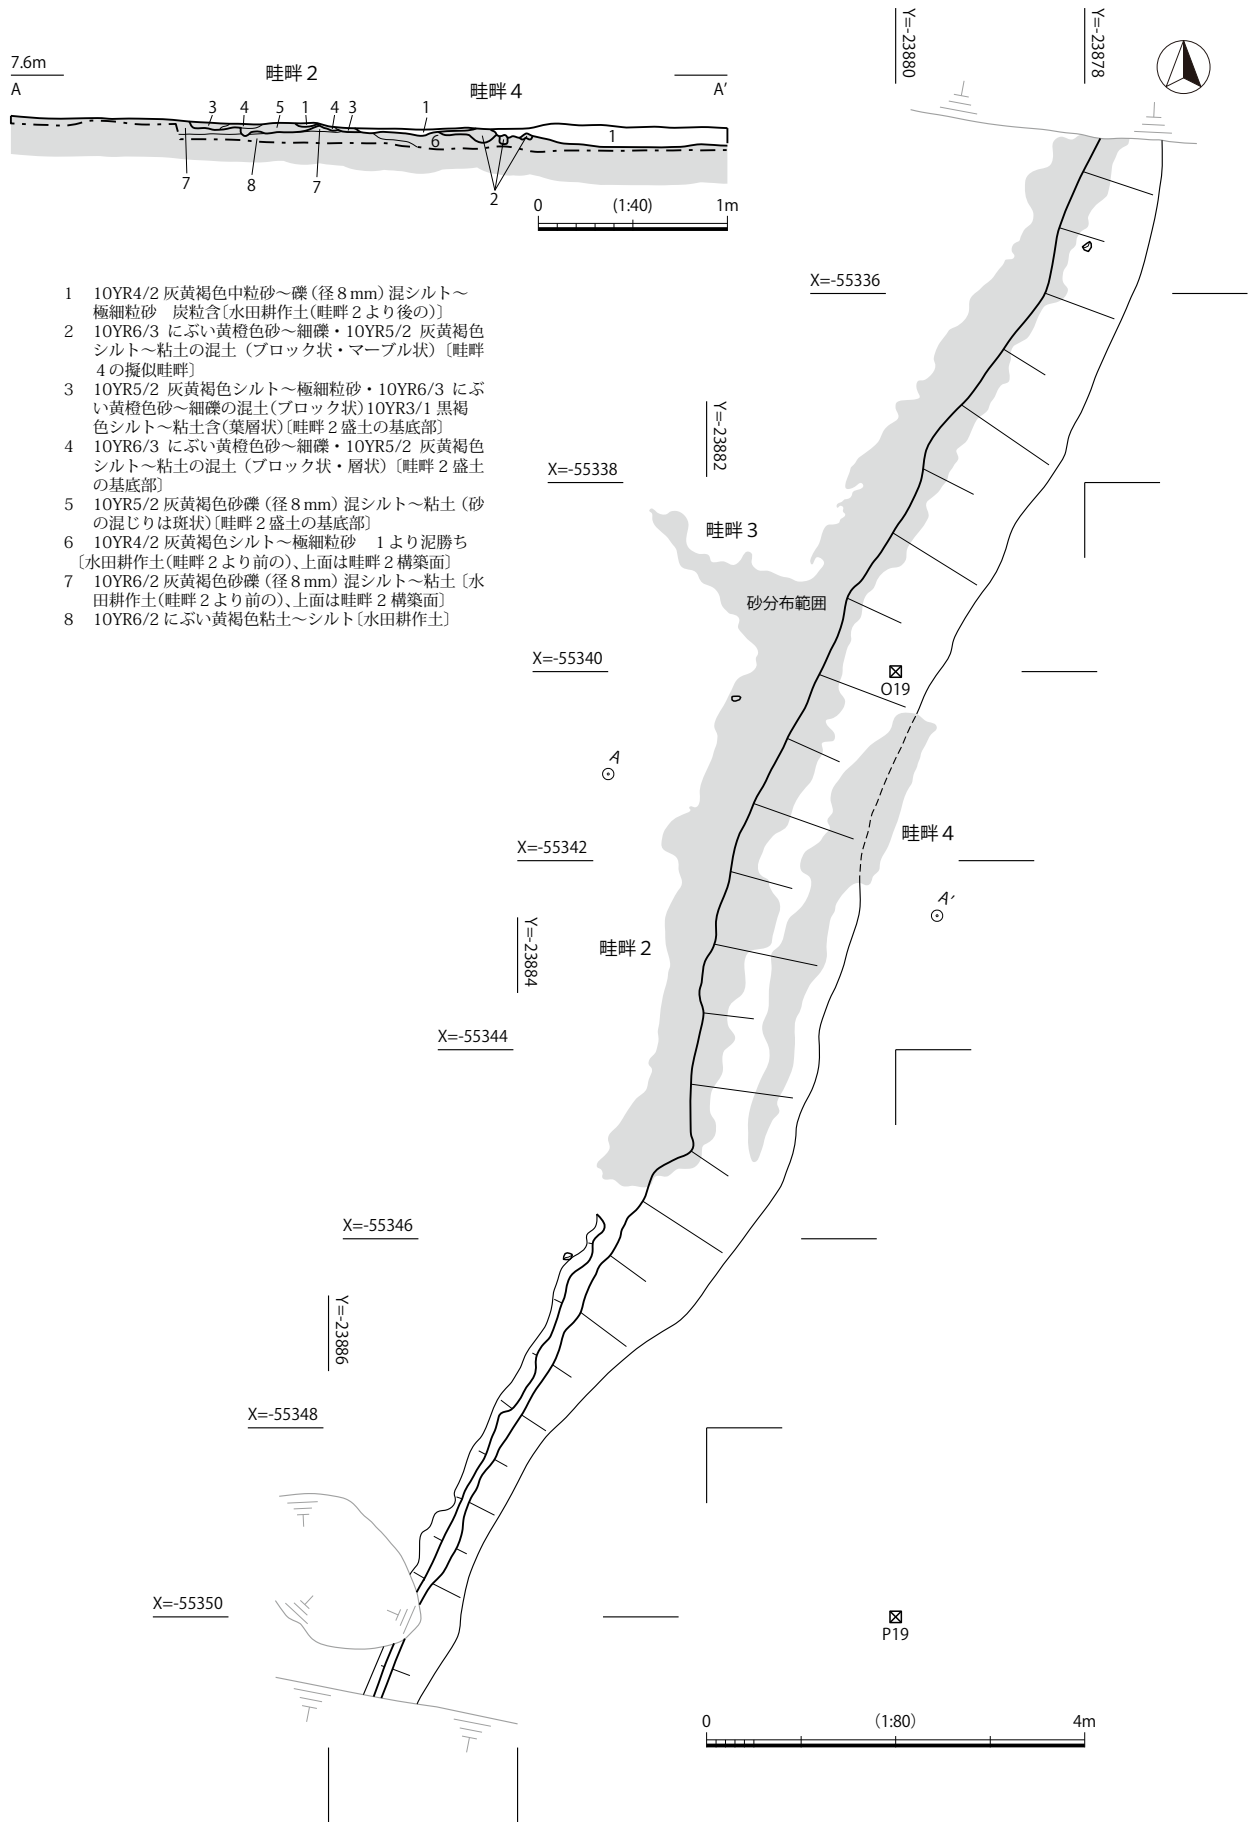 Y=-23880
Y=-23878
7.6m
A
畦畔２
畦畔４
A′
3 4 5 1 4 3 1
1
6
7 8 7 2
0 (1:40) 1m
X=-55336
1 10YR4/2 灰黄褐色中粒砂～礫（径８mm）混シルト～
極細粒砂　炭粒含〔水田耕作土（畦畔２より後の）〕
2 10YR6/3 にぶい黄橙色砂～細礫・10YR5/2 灰黄褐色
シルト～粘土の混土（ブロック状・マーブル状）〔畦畔
４の擬似畦畔〕
3 10YR5/2 灰黄褐色シルト～極細粒砂・10YR6/3 にぶ
い黄橙色砂～細礫の混土（ブロック状）10YR3/1 黒褐
色シルト～粘土含（葉層状）〔畦畔２盛土の基底部〕
4 10YR6/3 にぶい黄橙色砂～細礫・10YR5/2 灰黄褐色
シルト～粘土の混土（ブロック状・層状）〔畦畔２盛土
の基底部〕
5 10YR5/2 灰黄褐色砂礫（径８mm）混シルト～粘土（砂
の混じりは斑状）〔畦畔２盛土の基底部〕
6 10YR4/2 灰黄褐色シルト～極細粒砂　１より泥勝ち
〔水田耕作土（畦畔２より前の）、上面は畦畔２構築面〕
7 10YR6/2 灰黄褐色砂礫（径８mm）混シルト～粘土〔水
田耕作土（畦畔２より前の）、上面は畦畔２構築面〕
8 10YR6/2 にぶい黄褐色粘土～シルト〔水田耕作土〕
Y=-23882
X=-55338
畦畔３
砂分布範囲
X=-55340
O19
A
畦畔４
X=-55342
A′
Y=-23884
畦畔２
X=-55344
X=-55346
Y=-23886
X=-55348
X=-55350
P19
0 (1:80) 4m